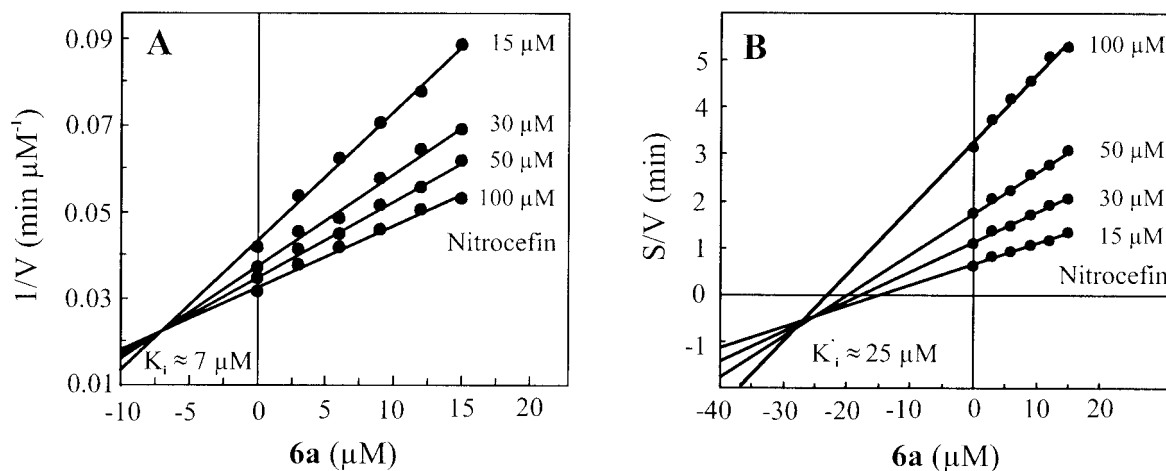 A
1/V (min µM⁻¹)
0.09
0.07
0.05
0.03
0.01
15 µM
30 µM
50 µM
100 µM
Nitrocefin
Kᵢ ≈ 7 µM
-10 -5 0 5 10 15 20
6a (µM)
B
S/V (min)
5
4
3
2
1
0
-1
100 µM
50 µM
30 µM
15 µM
Nitrocefin
K'ᵢ ≈ 25 µM
-40 -30 -20 -10 0 10 20
6a (µM)